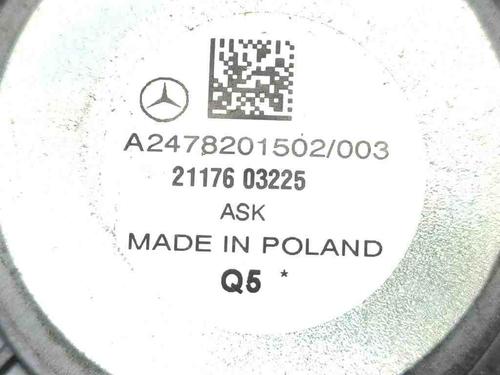 A2478201502/003
21176 03225
ASK
MADE IN POLAND
Q5 *